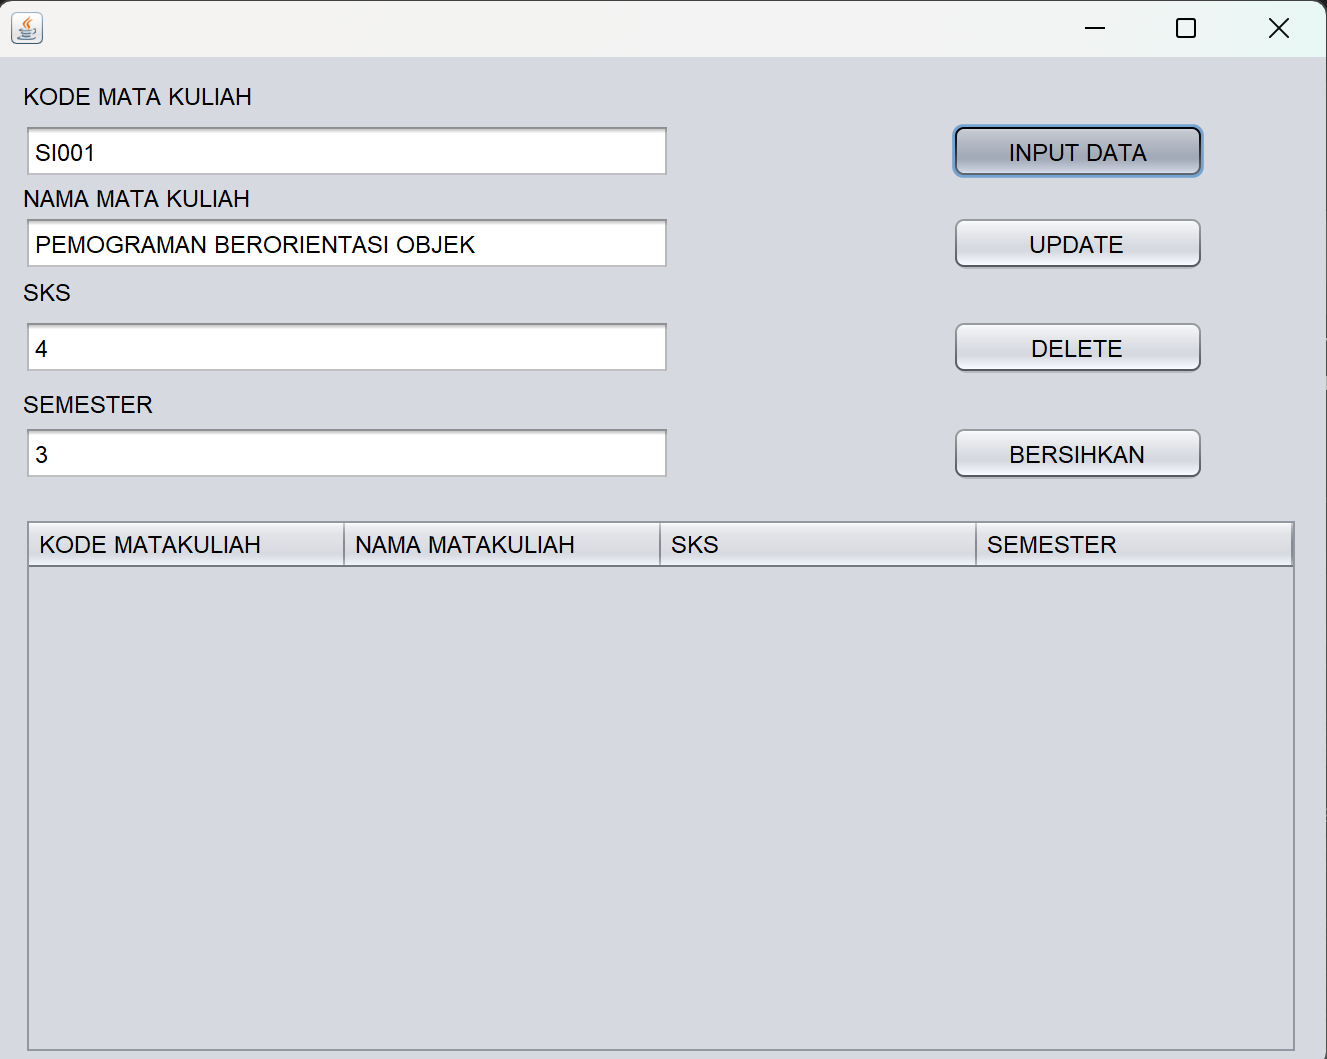 KODE MATA KULIAH
SI001
INPUT DATA
NAMA MATA KULIAH
PEMOGRAMAN BERORIENTASI OBJEK
UPDATE
SKS
4
DELETE
SEMESTER
3
BERSIHKAN
KODE MATAKULIAH NAMA MATAKULIAH SKS SEMESTER